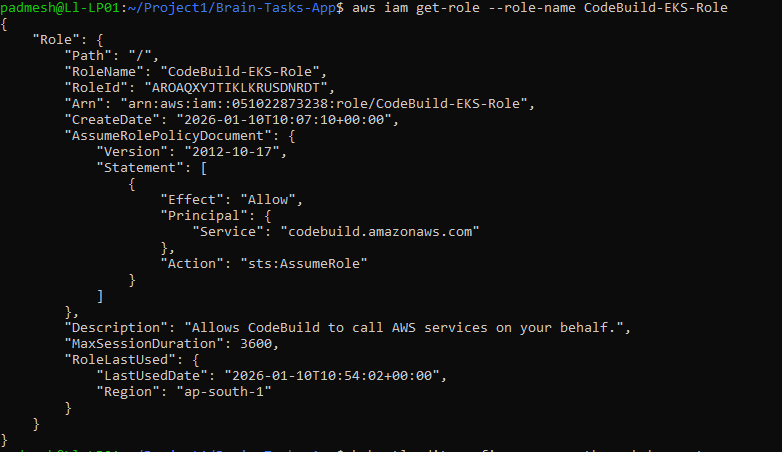 padmesh@Ll-LP01:~/Project1/Brain-Tasks-App$ aws iam get-role --role-name CodeBuild-EKS-Role
{
    "Role": {
        "Path": "/",
        "RoleName": "CodeBuild-EKS-Role",
        "RoleId": "AROAQXYJTIKLKRUSDNRDT",
        "Arn": "arn:aws:iam::051022873238:role/CodeBuild-EKS-Role",
        "CreateDate": "2026-01-10T10:07:10+00:00",
        "AssumeRolePolicyDocument": {
            "Version": "2012-10-17",
            "Statement": [
                {
                    "Effect": "Allow",
                    "Principal": {
                        "Service": "codebuild.amazonaws.com"
                    },
                    "Action": "sts:AssumeRole"
                }
            ]
        },
        "Description": "Allows CodeBuild to call AWS services on your behalf.",
        "MaxSessionDuration": 3600,
        "RoleLastUsed": {
            "LastUsedDate": "2026-01-10T10:54:02+00:00",
            "Region": "ap-south-1"
        }
    }
}